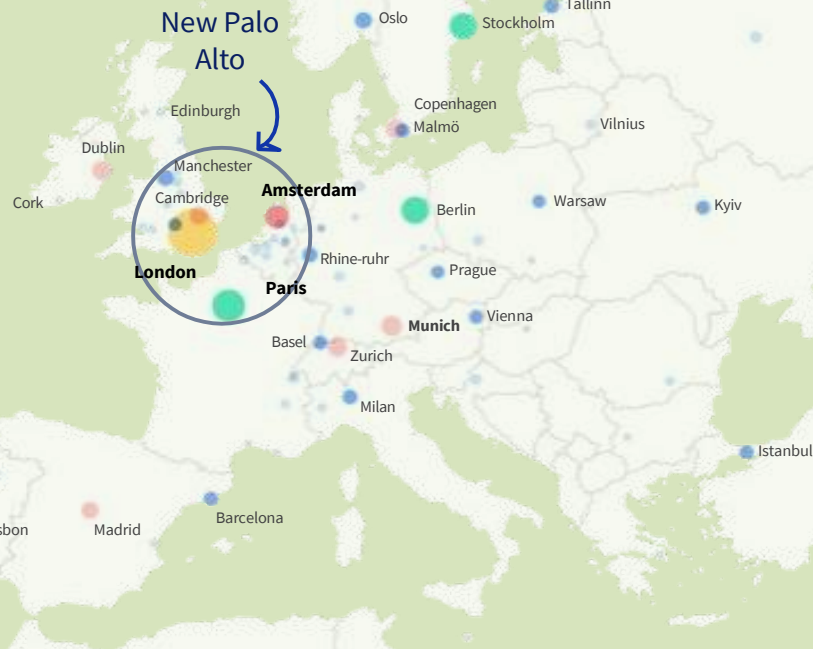 New Palo
Alto
Oslo
Stockholm
Tallinn
Edinburgh
Copenhagen
Malmö
Vilnius
Dublin
Manchester
Cork
Cambridge
Amsterdam
Berlin
Warsaw
Kyiv
London
Rhine-ruhr
Prague
Paris
Munich
Vienna
Basel
Zurich
Milan
Istanbul
Barcelona
sbon
Madrid